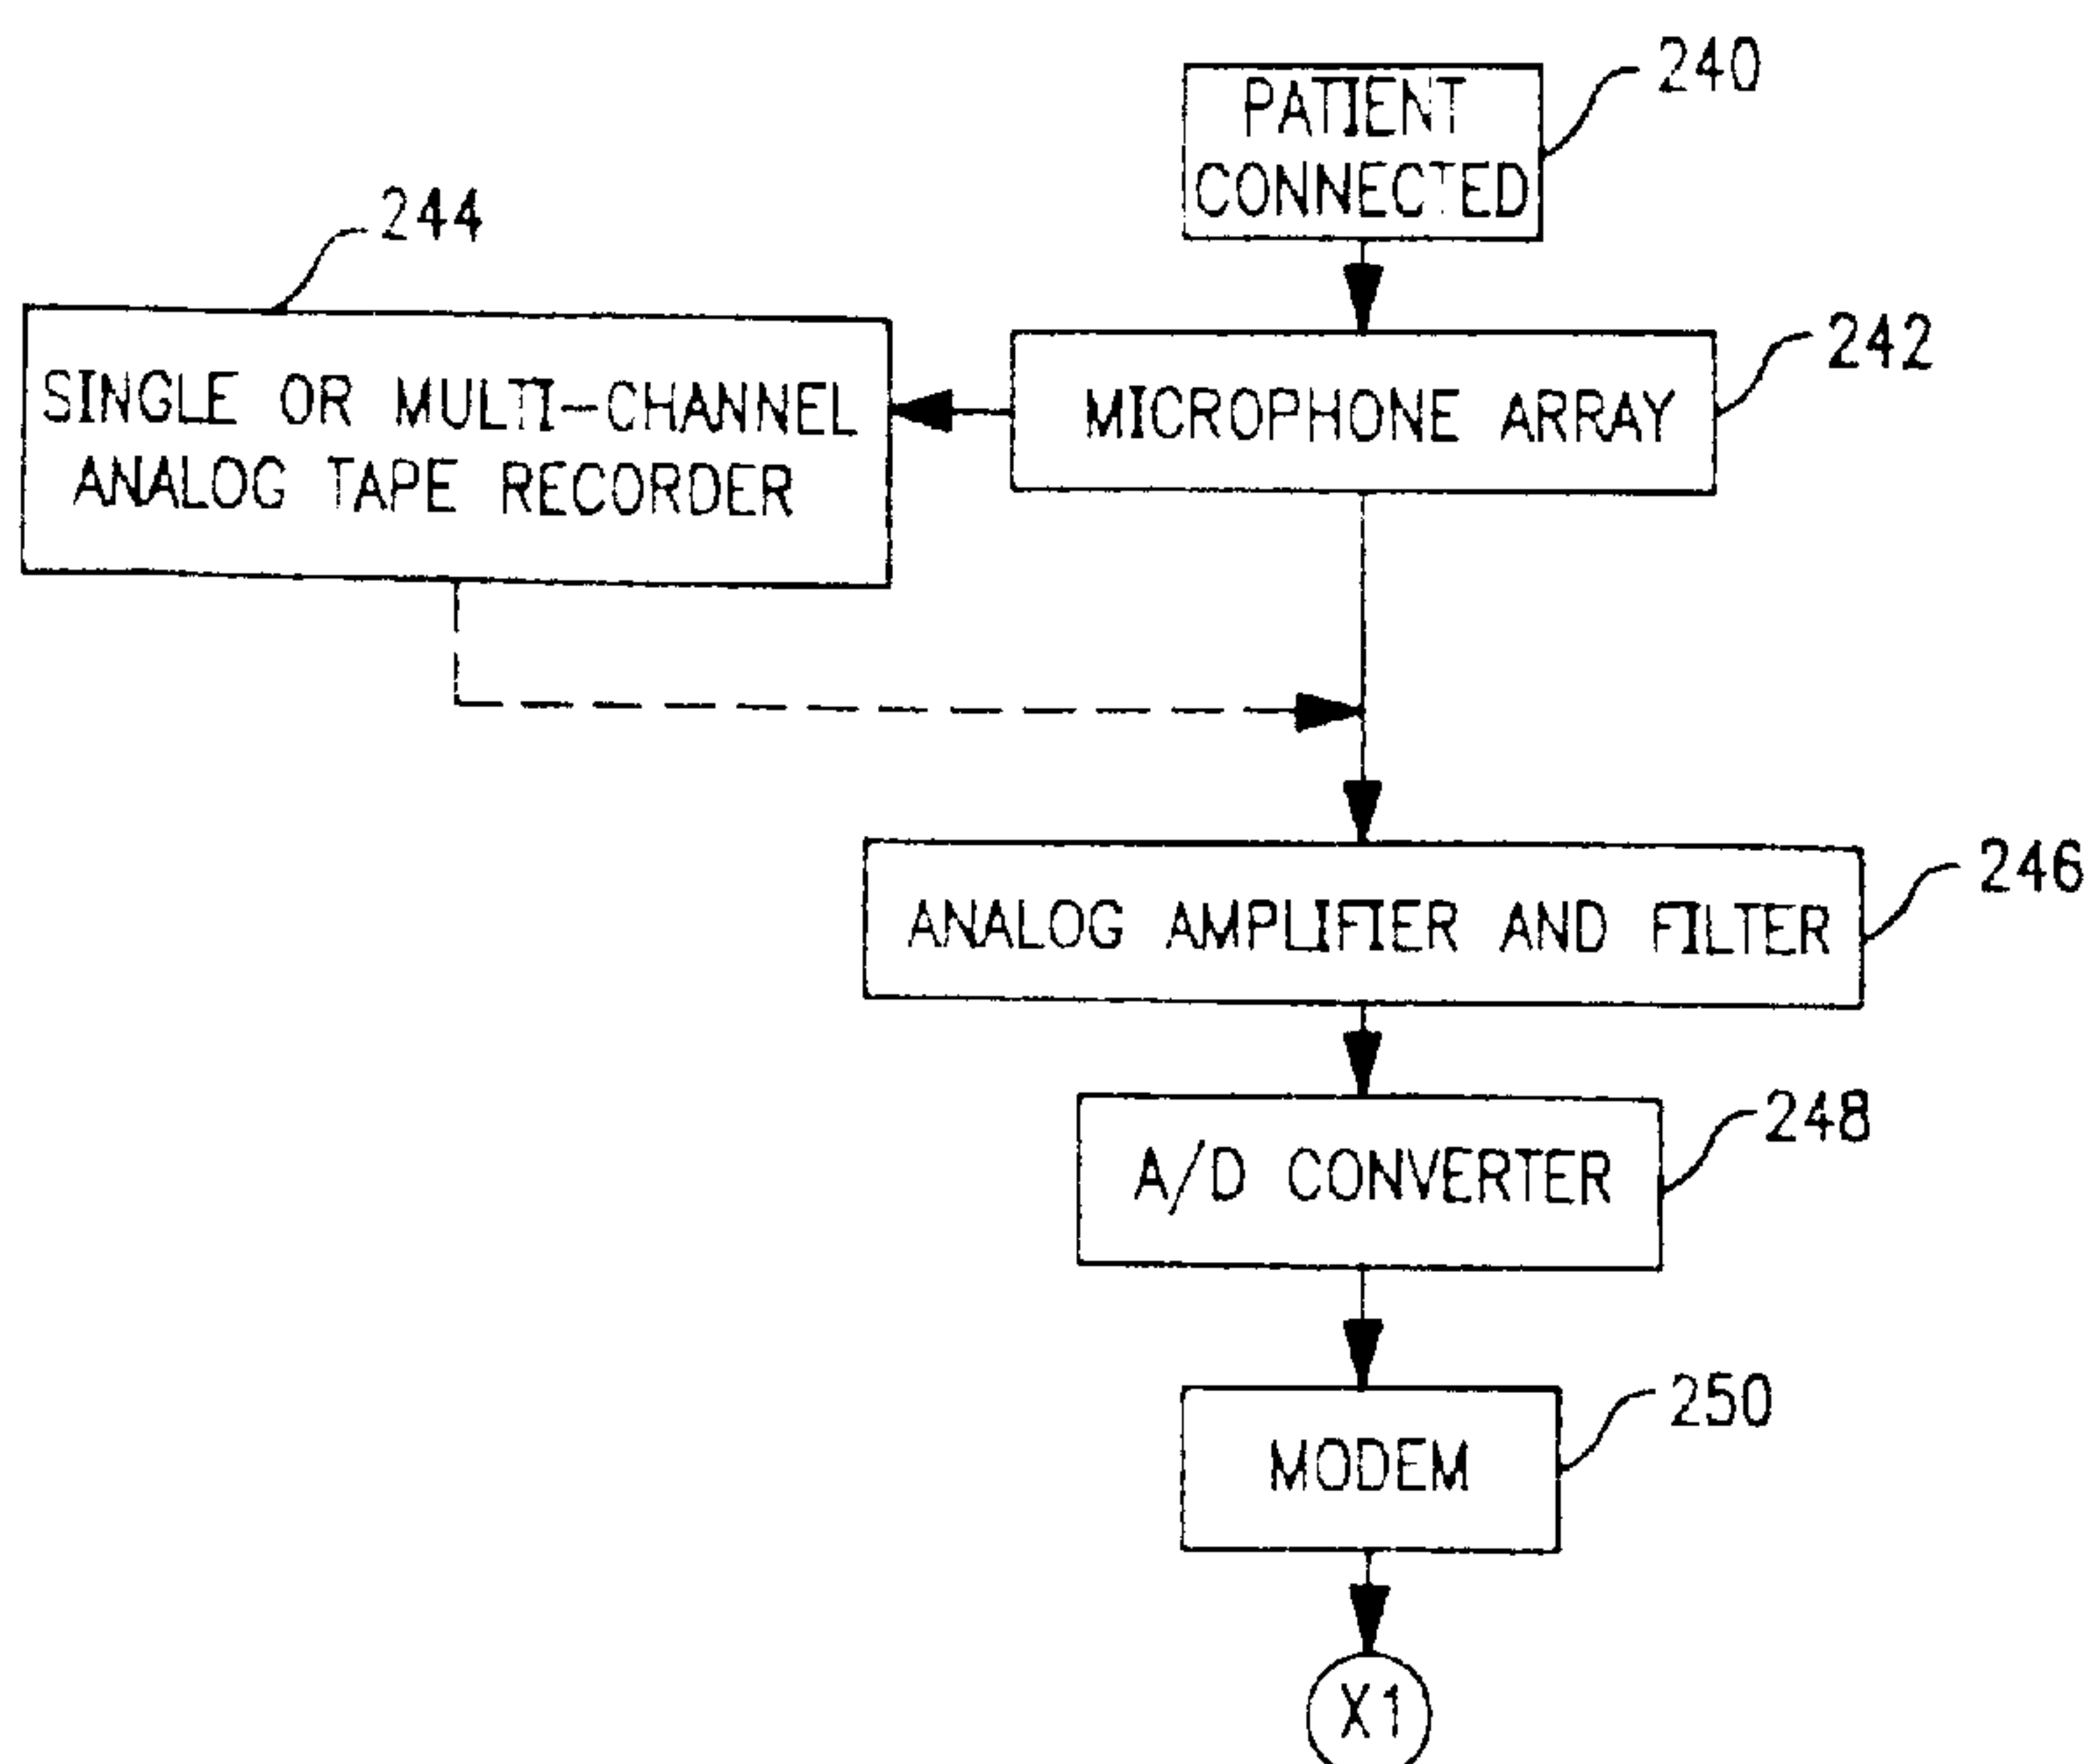 PATIENT
CONNECTED
240
244
SINGLE OR MULTI-CHANNEL
ANALOG TAPE RECORDER
MICROPHONE ARRAY
242
ANALOG AMPLIFIER AND FILTER
246
A/D CONVERTER
248
MODEM
250
X1